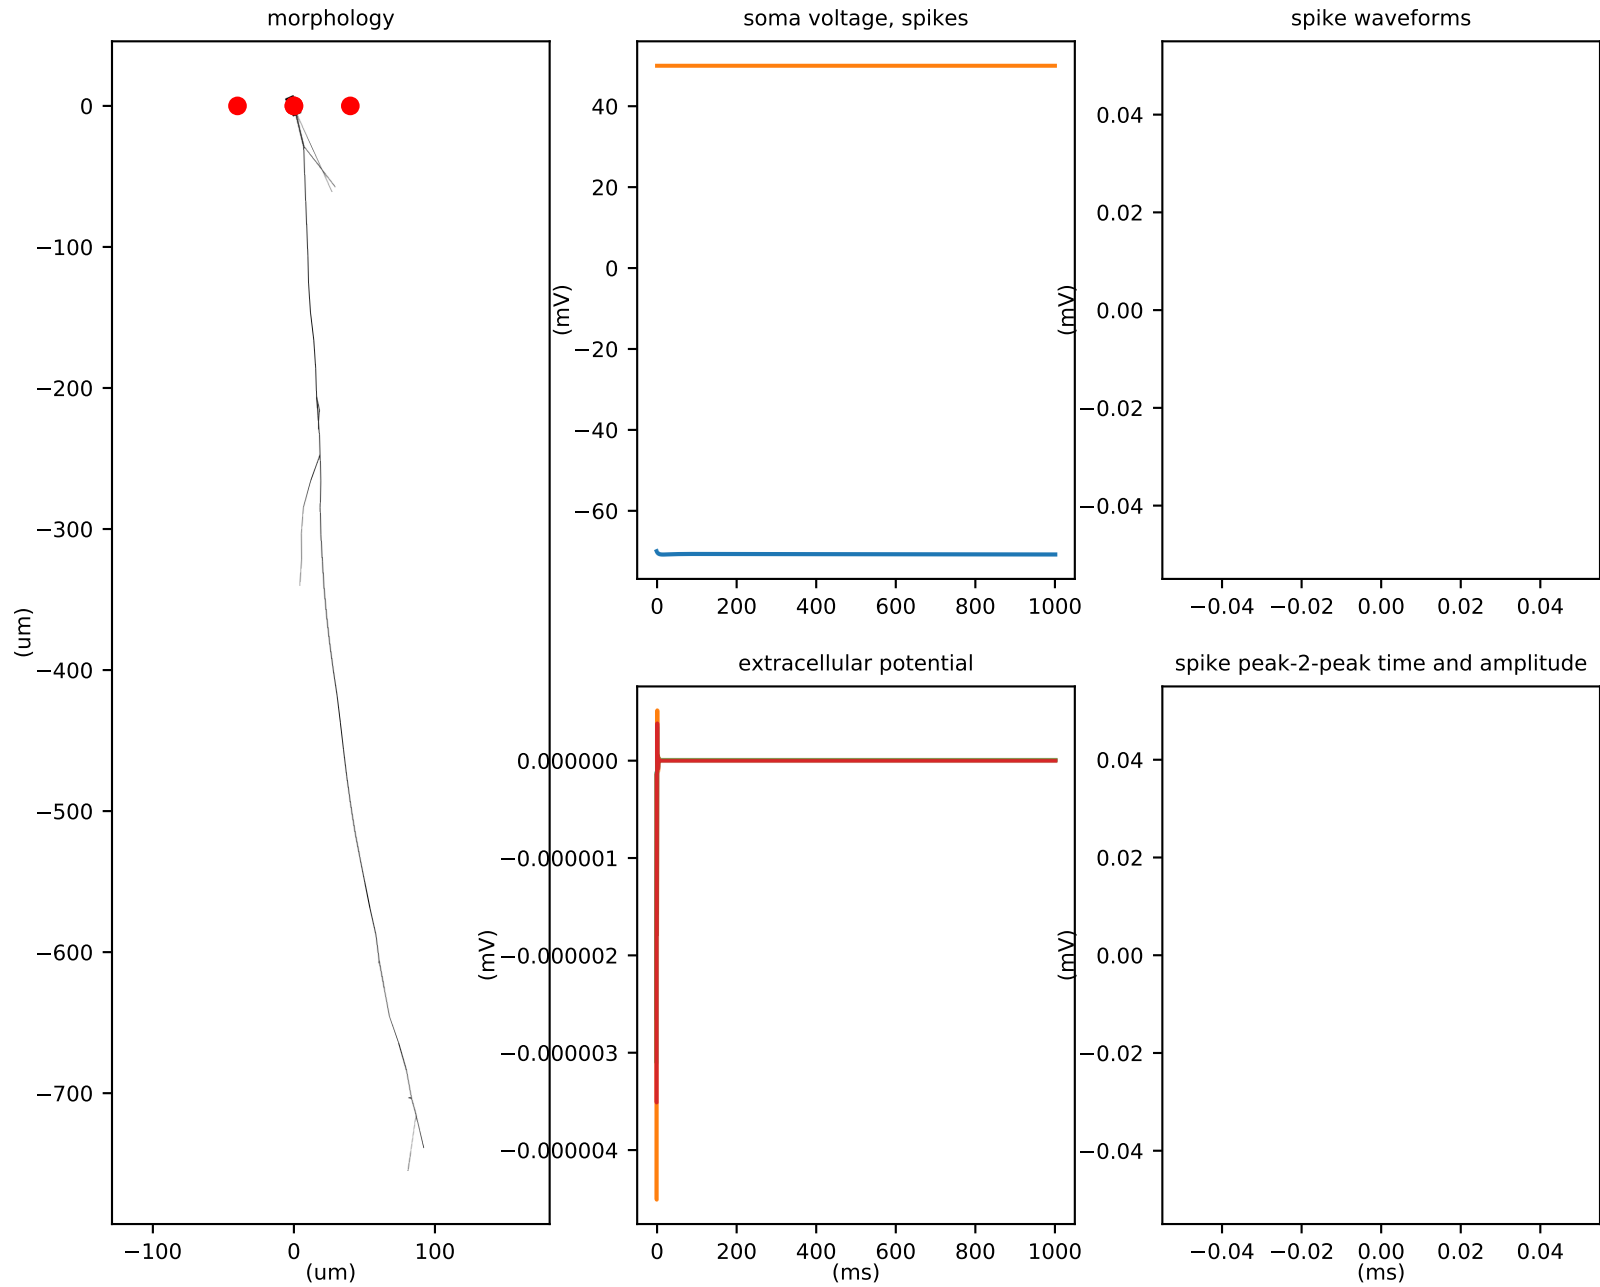 morphology
0
−100
−200
−300
−400
−500
−600
−700
(um)
−100 0 100
(um)
soma voltage, spikes
40
20
0
−20
−40
−60
(mV)
0 200 400 600 800 1000
spike waveforms
0.04
0.02
0.00
−0.02
−0.04
(mV)
−0.04 −0.02 0.00 0.02 0.04
extracellular potential
0.000000
−0.000001
−0.000002
−0.000003
−0.000004
(mV)
0 200 400 600 800 1000
(ms)
spike peak-2-peak time and amplitude
0.04
0.02
0.00
−0.02
−0.04
(mV)
−0.04 −0.02 0.00 0.02 0.04
(ms)